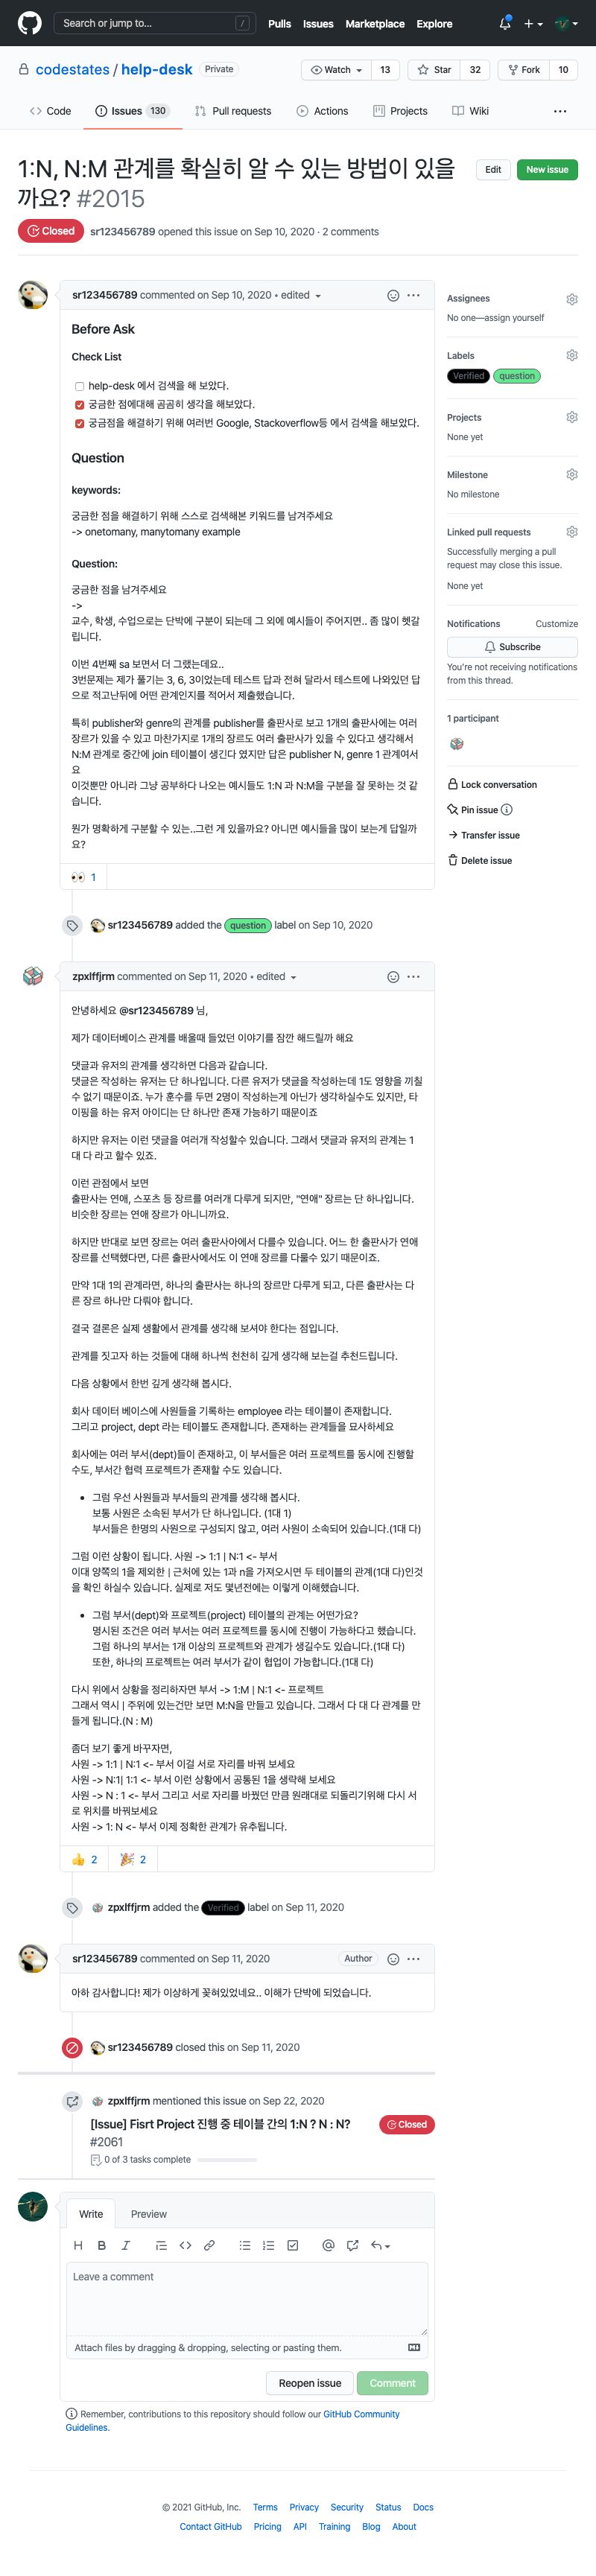 Search or jump to...
/
Pulls Issues Marketplace Explore
codestates / help-desk Private
Watch 13 Star 32 Fork 10
Code Issues 130 Pull requests Actions Projects Wiki ...
1:N, N:M 관계를 확실히 알 수 있는 방법이 있을
까요? #2015
Edit New issue
Closed sr123456789 opened this issue on Sep 10, 2020 · 2 comments
sr123456789 commented on Sep 10, 2020 • edited
Before Ask
Check List
help-desk 에서 검색을 해 보았다.
궁금한 점에대해 곰곰히 생각을 해보았다.
궁금점을 해결하기 위해 여러번 Google, Stackoverflow등 에서 검색을 해보았다.
Question
keywords:
궁금한 점을 해결하기 위해 스스로 검색해본 키워드를 남겨주세요
-> onetomany, manytomany example
Question:
궁금한 점을 남겨주세요
->
교수, 학생, 수업으로는 단박에 구분이 되는데 그 외에 예시들이 주어지면.. 좀 많이 헷갈
립니다.
이번 4번째 sa 보면서 더 그랬는데요..
3번문제는 제가 풀기는 3, 6, 3이었는데 테스트 답과 전혀 달라서 테스트에 나와있던 답
으로 적고난뒤에 어떤 관계인지를 적어서 제출했습니다.
특히 publisher와 genre의 관계를 publisher를 출판사로 보고 1개의 출판사에는 여러
장르가 있을 수 있고 마찬가지로 1개의 장르도 여러 출판사가 있을 수 있다고 생각해서
N:M 관계로 중간에 join 테이블이 생긴다 였지만 답은 publisher N, genre 1 관계여서
요
이것뿐만 아니라 그냥 공부하다 나오는 예시들도 1:N 과 N:M을 구분을 잘 못하는 것 같
습니다.
뭔가 명확하게 구분할 수 있는..그런 게 있을까요? 아니면 예시들을 많이 보는게 답일까
요?
👀 1
sr123456789 added the question label on Sep 10, 2020
zpxlffjrm commented on Sep 11, 2020 • edited
안녕하세요 @sr123456789 님,
제가 데이터베이스 관계를 배울때 들었던 이야기를 잠깐 해드릴까 해요
댓글과 유저의 관계를 생각하면 다음과 같습니다.
댓글은 작성하는 유저는 단 하나입니다. 다른 유저가 댓글을 작성하는데 1도 영향을 끼칠
수 없기 때문이죠. 누가 훈수를 두면 2명이 작성하는게 아닌가 생각하실수도 있지만, 타
이핑을 하는 유저 아이디는 단 하나만 존재 가능하기 때문이죠
하지만 유저는 이런 댓글을 여러개 작성할수 있습니다. 그래서 댓글과 유저의 관계는 1
대 다 라고 할수 있죠.
이런 관점에서 보면
출판사는 연애, 스포츠 등 장르를 여러개 다루게 되지만, "연애" 장르는 단 하나입니다.
비슷한 장르는 연애 장르가 아니니까요.
하지만 반대로 보면 장르는 여러 출판사아에서 다룰수 있습니다. 어느 한 출판사가 연애
장르를 선택했다면, 다른 출판사에서도 이 연애 장르를 다룰수 있기 때문이죠.
만약 1대 1의 관계라면, 하나의 출판사는 하나의 장르만 다루게 되고, 다른 출판사는 다
른 장르 하나만 다뤄야 합니다.
결국 결론은 실제 생활에서 관계를 생각해 보셔야 한다는 점입니다.
관계를 짓고자 하는 것들에 대해 하나씩 천천히 깊게 생각해 보는걸 추천드립니다.
다음 상황에서 한번 깊게 생각해 봅시다.
회사 데이터 베이스에 사원들을 기록하는 employee 라는 테이블이 존재합니다.
그리고 project, dept 라는 테이블도 존재합니다. 존재하는 관계들을 묘사하세요
회사에는 여러 부서(dept)들이 존재하고, 이 부서들은 여러 프로젝트를 동시에 진행할
수도, 부서간 협력 프로젝트가 존재할 수도 있습니다.
• 그럼 우선 사원들과 부서들의 관계를 생각해 봅시다.
보통 사원은 소속된 부서가 단 하나입니다. (1대 1)
부서들은 한명의 사원으로 구성되지 않고, 여러 사원이 소속되어 있습니다.(1대 다)
그럼 이런 상황이 됩니다. 사원 -> 1:1 | N:1 <- 부서
이대 양쪽의 1을 제외한 | 근처에 있는 1과 n을 가져오시면 두 테이블의 관계(1대 다)인것
을 확인 하실수 있습니다. 실제로 저도 몇년전에는 이렇게 이해했습니다.
• 그럼 부서(dept)와 프로젝트(project) 테이블의 관계는 어떤가요?
명시된 조건은 여러 부서는 여러 프로젝트를 동시에 진행이 가능하다고 했습니다.
그럼 하나의 부서는 1개 이상의 프로젝트와 관계가 생길수도 있습니다.(1대 다)
또한, 하나의 프로젝트는 여러 부서가 같이 협업이 가능합니다.(1대 다)
다시 위에서 상황을 정리하자면 부서 -> 1:M | N:1 <- 프로젝트
그래서 역시 | 주위에 있는건만 보면 M:N을 만들고 있습니다. 그래서 다 대 다 관계를 만
들게 됩니다.(N : M)
좀더 보기 좋게 바꾸자면,
사원 -> 1:1 | N:1 <- 부서 이걸 서로 자리를 바꿔 보세요
사원 -> N:1| 1:1 <- 부서 이런 상황에서 공통된 1을 생략해 보세요
사원 -> N : 1 <- 부서 그리고 서로 자리를 바꿨던 만큼 원래대로 되돌리기위해 다시 서
로 위치를 바꿔보세요
사원 -> 1: N <- 부서 이제 정확한 관계가 유추됩니다.
👍 2 🎉 2
zpxlffjrm added the Verified label on Sep 11, 2020
sr123456789 commented on Sep 11, 2020 Author
아하 감사합니다! 제가 이상하게 꽂혀있었네요.. 이해가 단박에 되었습니다.
sr123456789 closed this on Sep 11, 2020
zpxlffjrm mentioned this issue on Sep 22, 2020
[Issue] Fisrt Project 진행 중 테이블 간의 1:N ? N : N?
#2061
Closed
0 of 3 tasks complete
Write Preview
Leave a comment
Attach files by dragging & dropping, selecting or pasting them.
Reopen issue Comment
Remember, contributions to this repository should follow our GitHub Community
Guidelines.
Assignees
No one—assign yourself
Labels
Verified question
Projects
None yet
Milestone
No milestone
Linked pull requests
Successfully merging a pull
request may close this issue.
None yet
Notifications Customize
Subscribe
You're not receiving notifications
from this thread.
1 participant
Lock conversation
Pin issue
Transfer issue
Delete issue
© 2021 GitHub, Inc. Terms Privacy Security Status Docs
Contact GitHub Pricing API Training Blog About